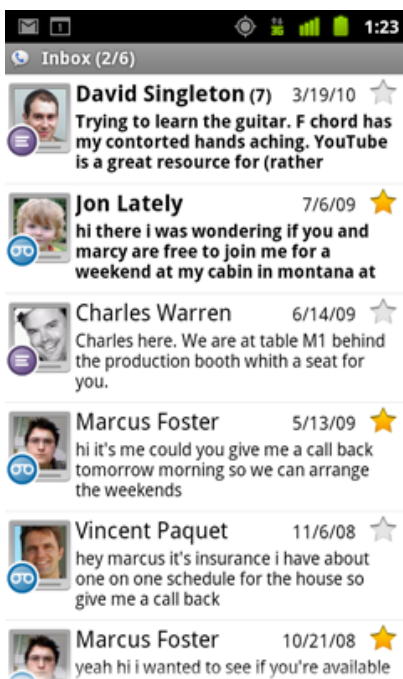 1
3G
1:23
Inbox (2/6)
David Singleton (7) 3/19/10
Trying to learn the guitar. F chord has
my contorted hands aching. YouTube
is a great resource for (rather
Jon Lately 7/6/09
hi there i was wondering if you and
marcy are free to join me for a
weekend at my cabin in montana at
Charles Warren 6/14/09
Charles here. We are at table M1 behind
the production booth whith a seat for
you.
Marcus Foster 5/13/09
hi it's me could you give me a call back
tomorrow morning so we can arrange
the weekends
Vincent Paquet 11/6/08
hey marcus it's insurance i have about
one on one schedule for the house so
give me a call back
Marcus Foster 10/21/08
yeah hi i wanted to see if you're available